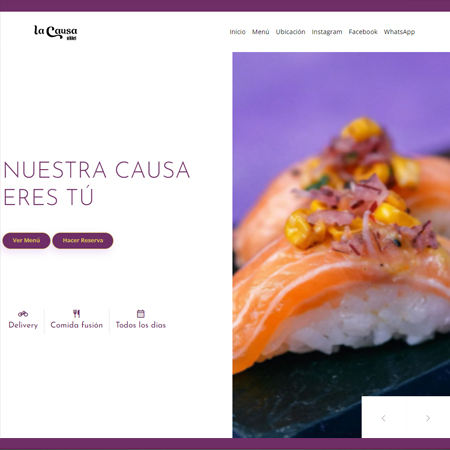 La Causa
Inicio Menú Ubicación Instagram Facebook WhatsApp
NUESTRA CAUSA
ERES TÚ
Ver Menú Hacer Reserva
Delivery Comida fusión Todos los días